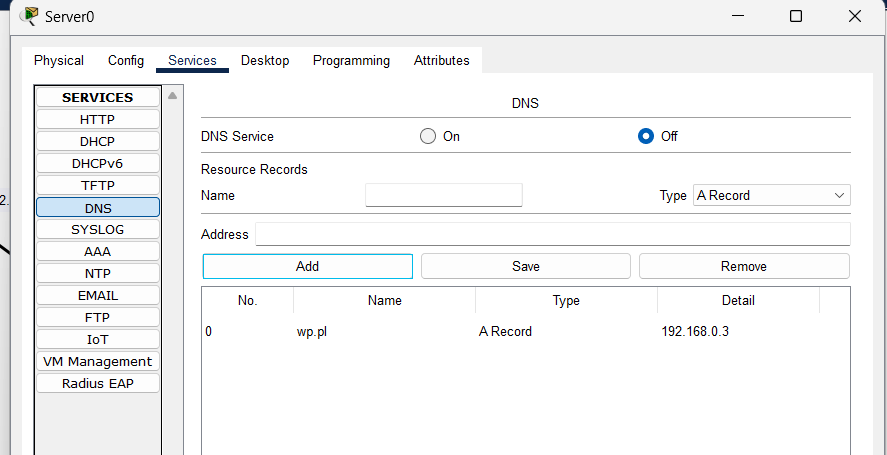 Server0
Physical Config Services Desktop Programming Attributes
SERVICES
HTTP
DHCP
DHCPv6
TFTP
DNS
SYSLOG
AAA
NTP
EMAIL
FTP
IoT
VM Management
Radius EAP
DNS
DNS Service On Off
Resource Records
Name Type A Record
Address
Add Save Remove
No. Name Type Detail
0 wp.pl A Record 192.168.0.3
2.